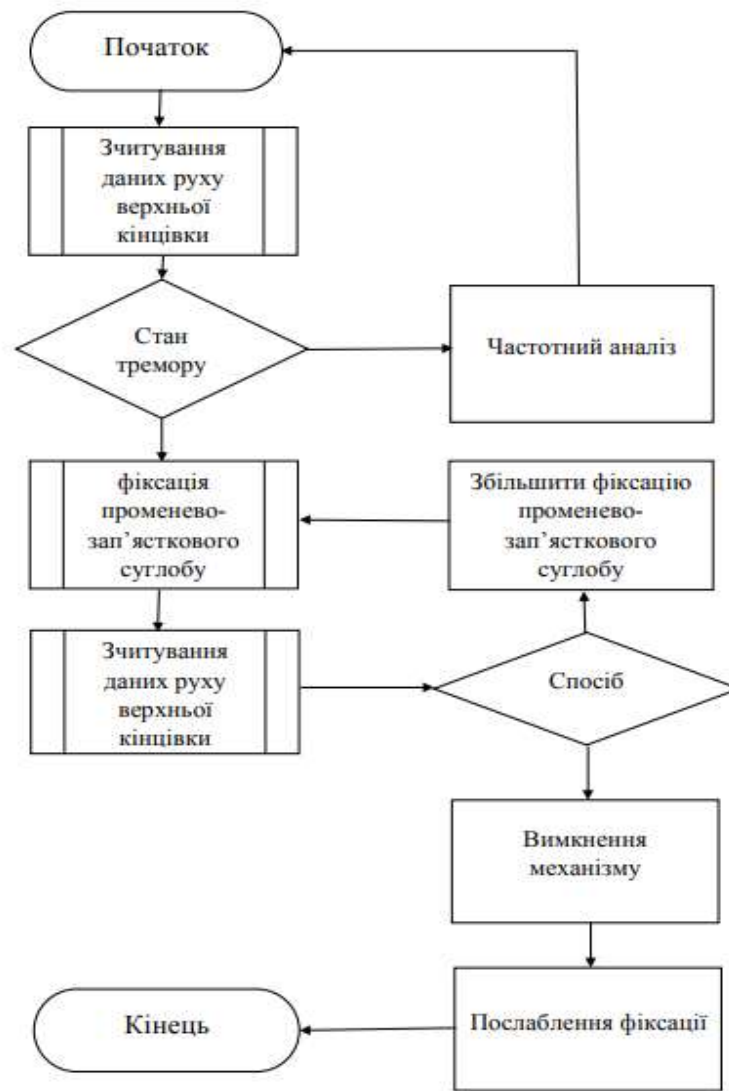 Початок
Зчитування
даних руху
верхньої
кінцівки
Стан
тремору
Частотний аналіз
фіксація
променево-
зап’ясткового
суглобу
Збільшити фіксацію
променево-
зап’ясткового
суглобу
Зчитування
даних руху
верхньої
кінцівки
Спосіб
Вимкнення
механізму
Послаблення фіксації
Кінець